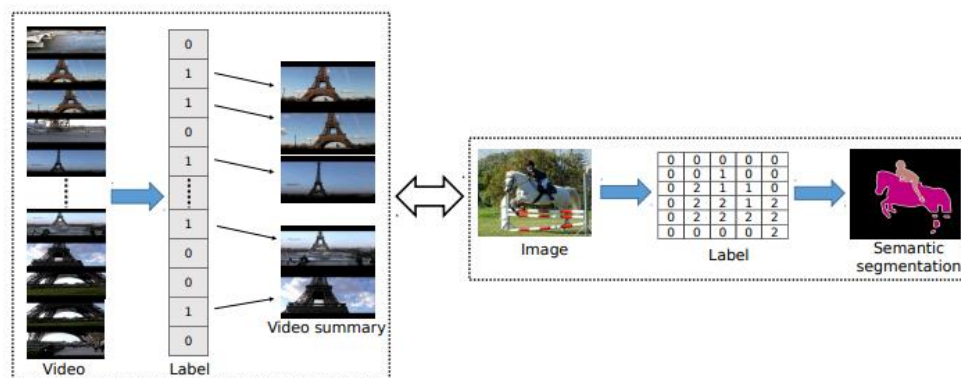 0
1
1
0
1
1
0
0
1
0
Video
Label
Video summary
0 0 0 0 0
0 0 1 0 0
0 2 1 1 0
0 2 2 1 2
0 2 2 2 2
0 0 0 0 2
Image
Label
Semantic
segmentation